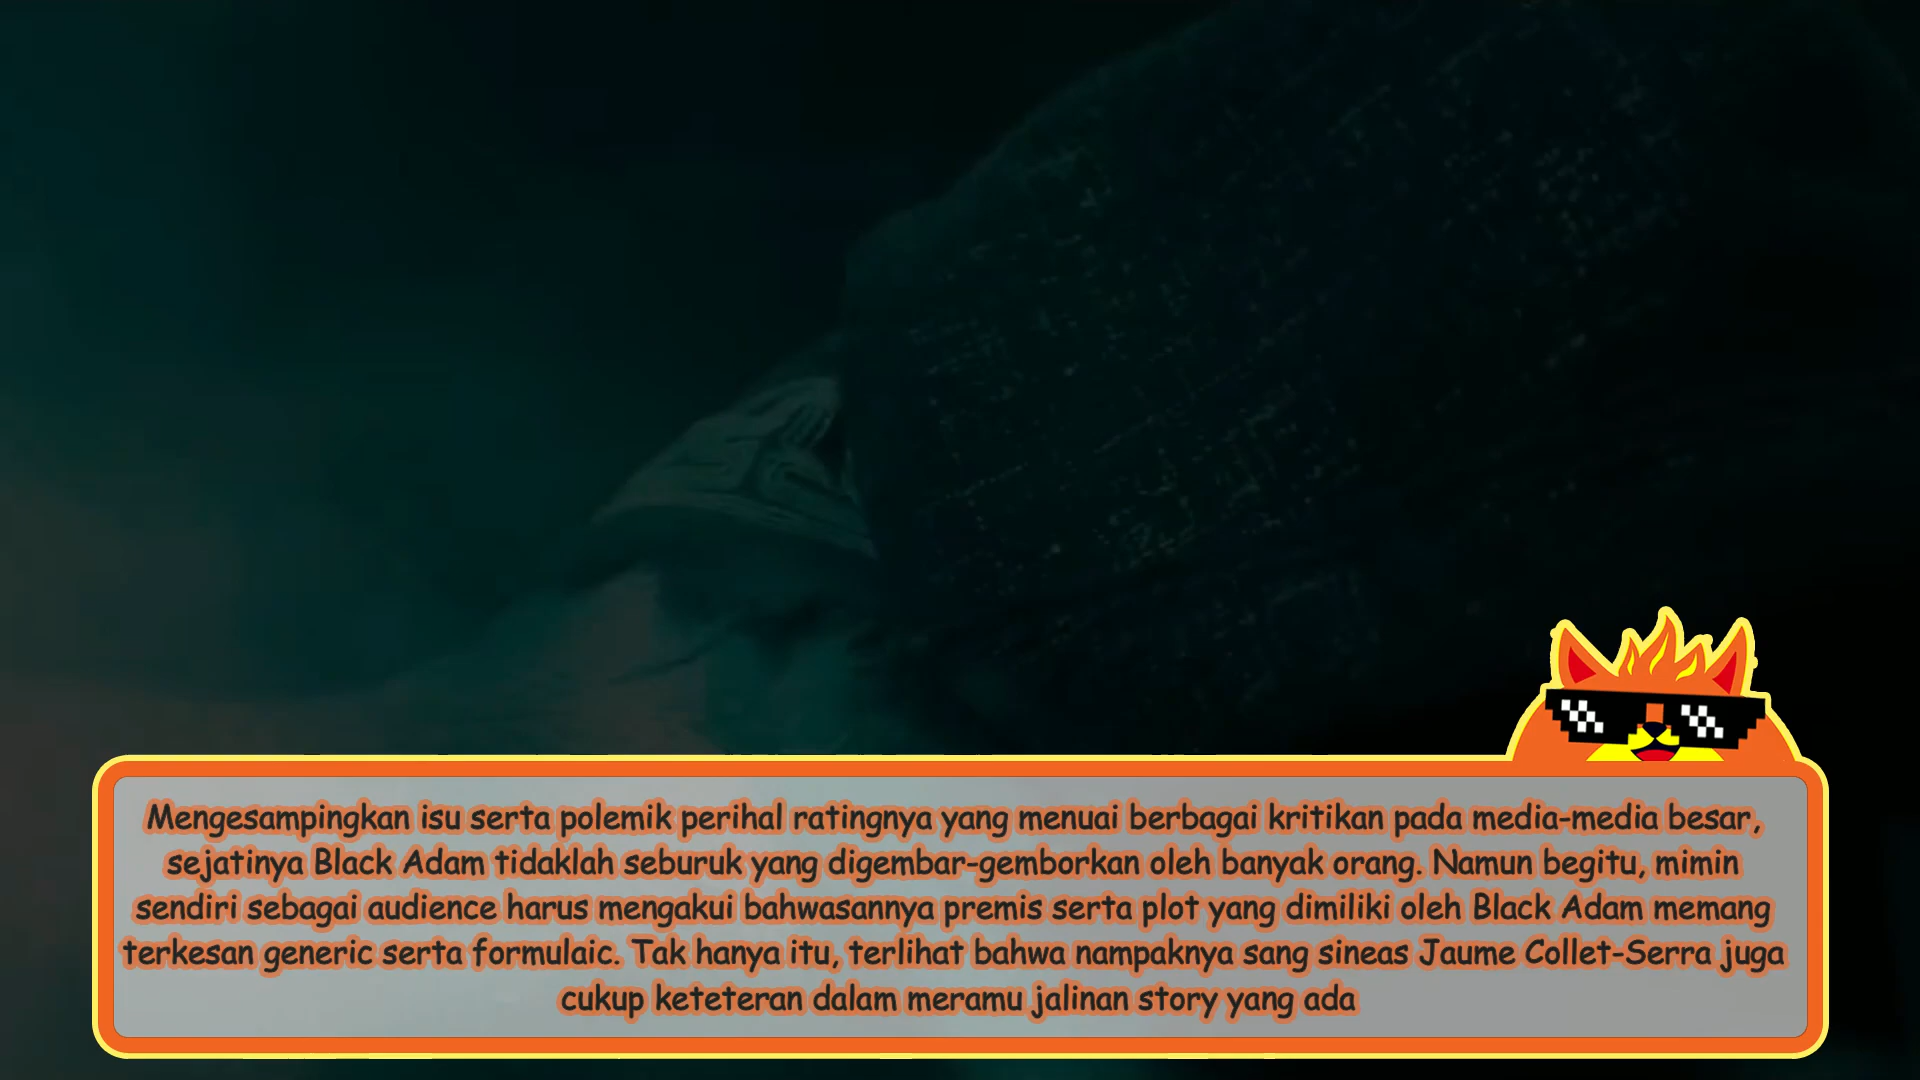 Mengesampingkan isu serta polemik perihal ratingnya yang menuai berbagai kritikan pada media-media besar,
sejatinya Black Adam tidaklah seburuk yang digembar-gemborkan oleh banyak orang. Namun begitu, mimin
sendiri sebagai audience harus mengakui bahwasannya premis serta plot yang dimiliki oleh Black Adam memang
terkesan generic serta formulaic. Tak hanya itu, terlihat bahwa nampaknya sang sineas Jaume Collet-Serra juga
cukup keteteran dalam meramu jalinan story yang ada